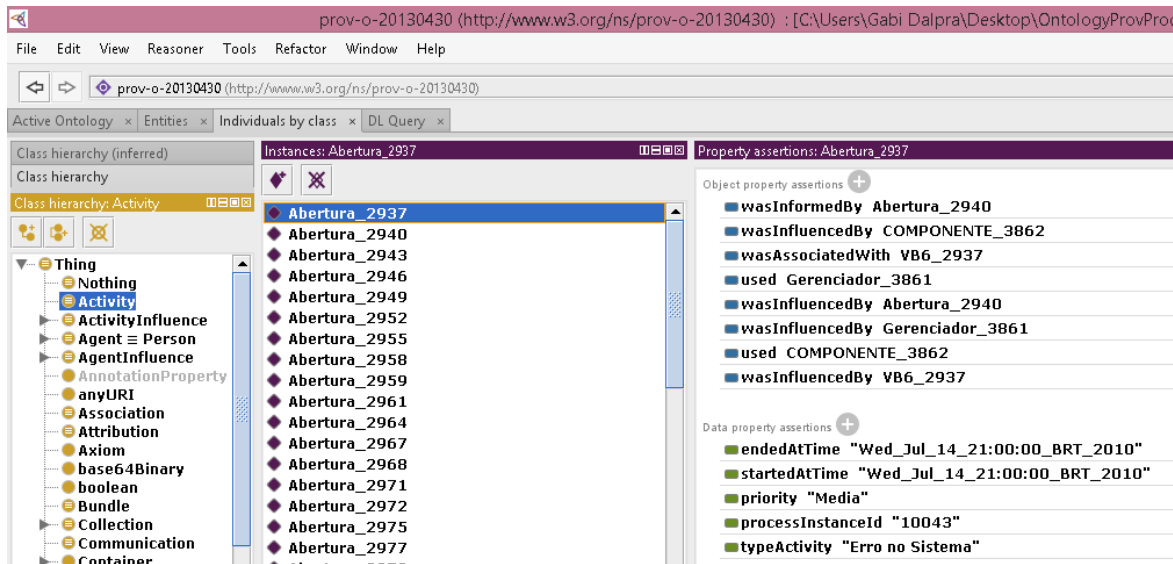 prov-o-20130430 (http://www.w3.org/ns/prov-o-20130430) : [C:\Users\Gabi Dalpra\Desktop\OntologyProvProc
File Edit View Reasoner Tools Refactor Window Help
prov-o-20130430 (http://www.w3.org/ns/prov-o-20130430)
Active Ontology × Entities × Individuals by class × DL Query ×
Class hierarchy (inferred)
Class hierarchy
Class hierarchy: Activity
Thing
Nothing
Activity
ActivityInfluence
Agent ≡ Person
AgentInfluence
AnnotationProperty
anyURI
Association
Attribution
Axiom
base64Binary
boolean
Bundle
Collection
Communication
Container
Instances: Abertura_2937
Abertura_2937
Abertura_2940
Abertura_2943
Abertura_2946
Abertura_2949
Abertura_2952
Abertura_2955
Abertura_2958
Abertura_2959
Abertura_2961
Abertura_2964
Abertura_2967
Abertura_2968
Abertura_2971
Abertura_2972
Abertura_2975
Abertura_2977
Property assertions: Abertura_2937
Object property assertions
wasInformedBy Abertura_2940
wasInfluencedBy COMPONENTE_3862
wasAssociatedWith VB6_2937
used Gerenciador_3861
wasInfluencedBy Abertura_2940
wasInfluencedBy Gerenciador_3861
used COMPONENTE_3862
wasInfluencedBy VB6_2937
Data property assertions
endedAtTime "Wed_Jul_14_21:00:00_BRT_2010"
startedAtTime "Wed_Jul_14_21:00:00_BRT_2010"
priority "Media"
processInstanceId "10043"
typeActivity "Erro no Sistema"